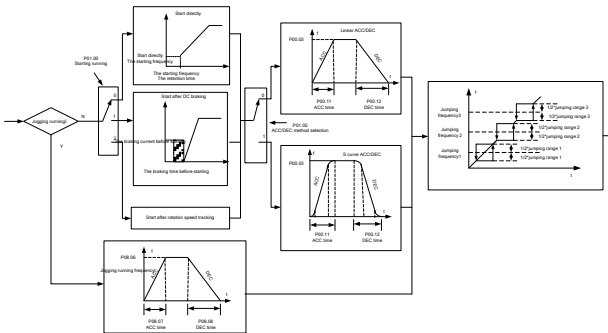 P01.00
Starting running
Jogging running?
N
Y
0
1
2
Start directly
f
Start directly
The starting frequency
The starting frequency
The retention time
t
Start after DC braking
braking current before
The braking time before starting
Start after rotation speed tracking
0
1
P01.05
ACC/DEC method selection
Linear ACC/DEC
P00.03
f
ACC
DEC
t
P00.11
ACC time
P00.12
DEC time
S curve ACC/DEC
P00.03
f
ACC
DEC
t
P00.11
ACC time
P00.12
DEC time
P08.06
f
Jogging running frequency
ACC
DEC
t
P08.07
ACC time
P08.08
DEC time
f
Jumping
frequency3
1/2*jumping range 3
1/2*jumping range 3
Jumping
frequency 2
1/2*jumping range 2
1/2*jumping range 2
Jumping
frequency1
1/2*jumping range 1
1/2*jumping range 1
T